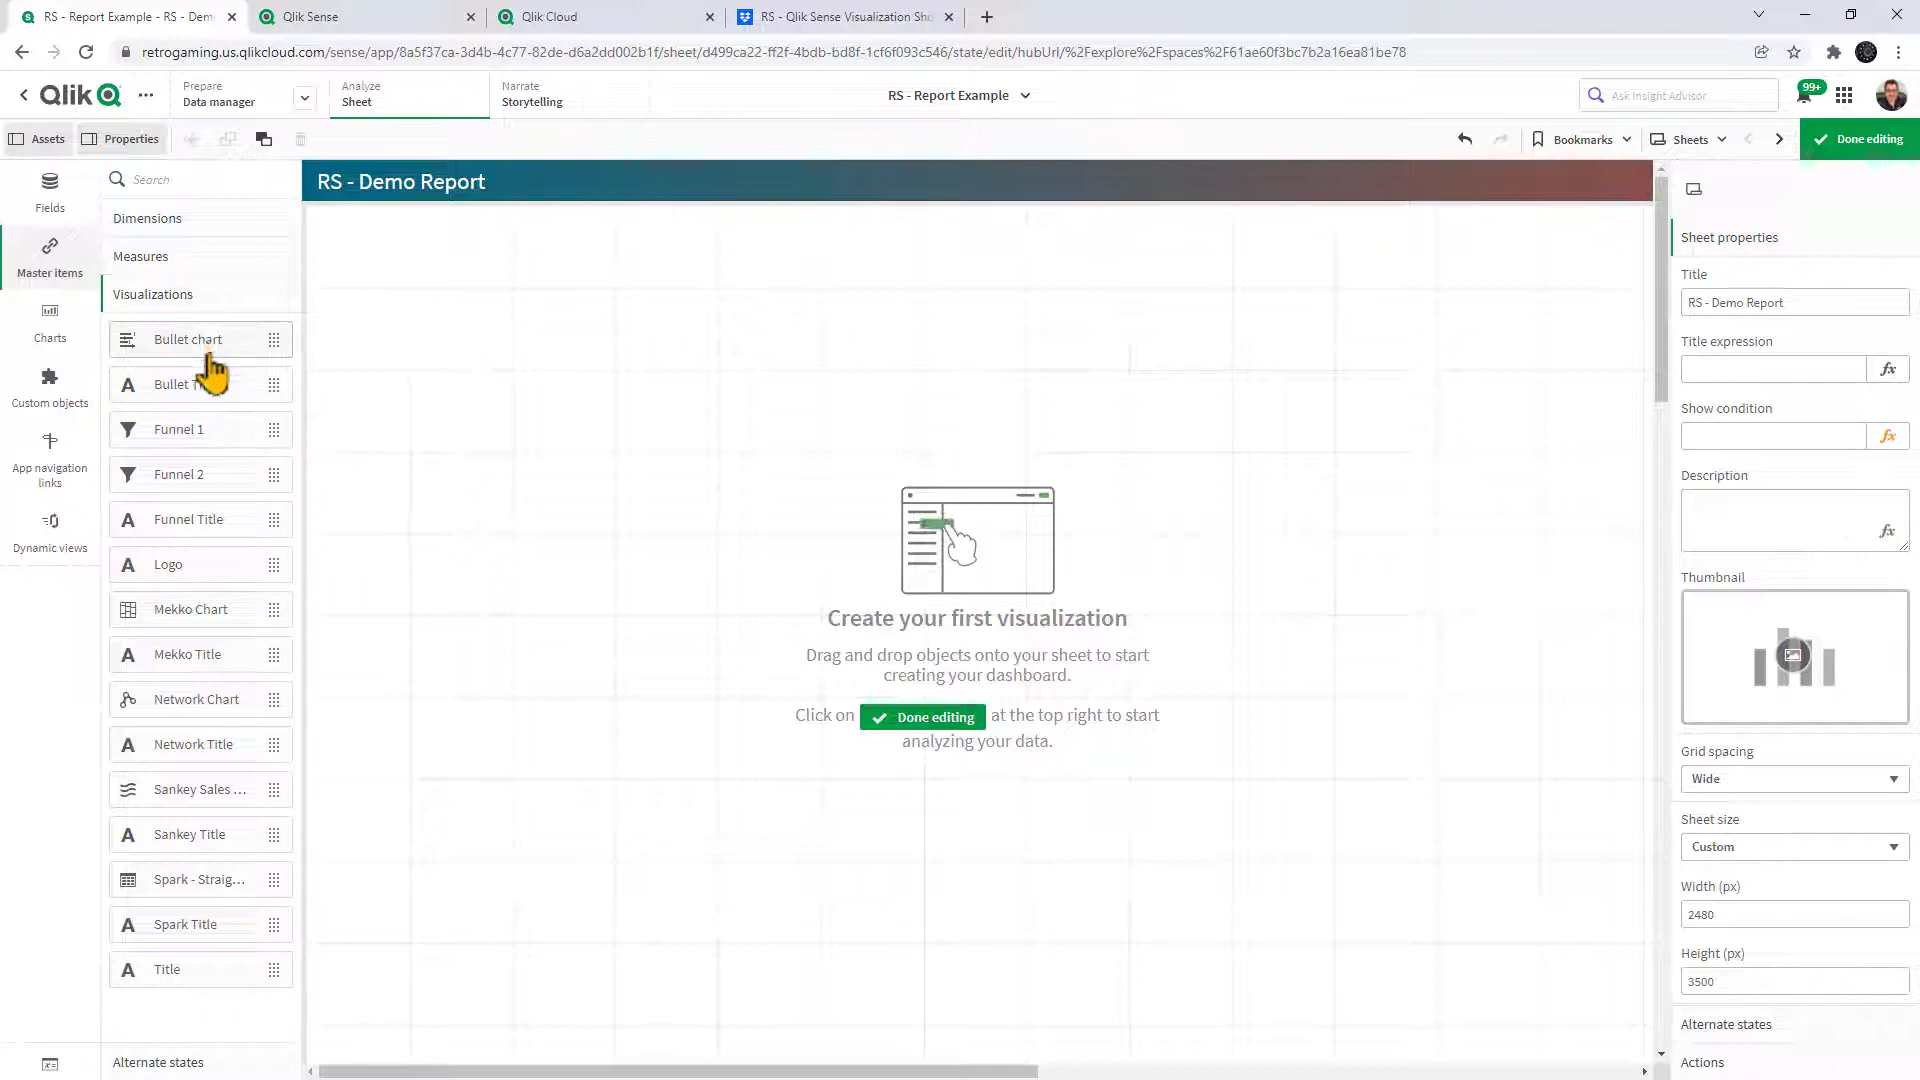 RS - Report Example - RS - Dem
Qlik Sense
Qlik Cloud
RS - Qlik Sense Visualization Sho
retrogaming.us.qlikcloud.com/sense/app/8a5f37ca-3d4b-4c77-82de-d6a2dd002b1f/sheet/d499ca22-ff2f-4bdb-bd8f-1cf6f093c546/state/edit/hubUrl/%2Fexplore%2Fspaces%2F61ae60f3bc7b2a16ea81be78
Qlik
Prepare
Data manager
Analyze
Sheet
Narrate
Storytelling
RS - Report Example
Ask Insight Advisor
99+
Assets
Properties
Bookmarks
Sheets
Done editing
Fields
Master items
Charts
Custom objects
App navigation
links
Dynamic views
Search
Dimensions
Measures
Visualizations
Bullet chart
Bullet
Funnel 1
Funnel 2
Funnel Title
Logo
Mekko Chart
Mekko Title
Network Chart
Network Title
Sankey Sales ...
Sankey Title
Spark - Straig...
Spark Title
Title
Alternate states
RS - Demo Report
Create your first visualization
Drag and drop objects onto your sheet to start
creating your dashboard.
Click on Done editing at the top right to start
analyzing your data.
Sheet properties
Title
RS - Demo Report
Title expression
fx
Show condition
fx
Description
fx
Thumbnail
Grid spacing
Wide
Sheet size
Custom
Width (px)
2480
Height (px)
3500
Alternate states
Actions